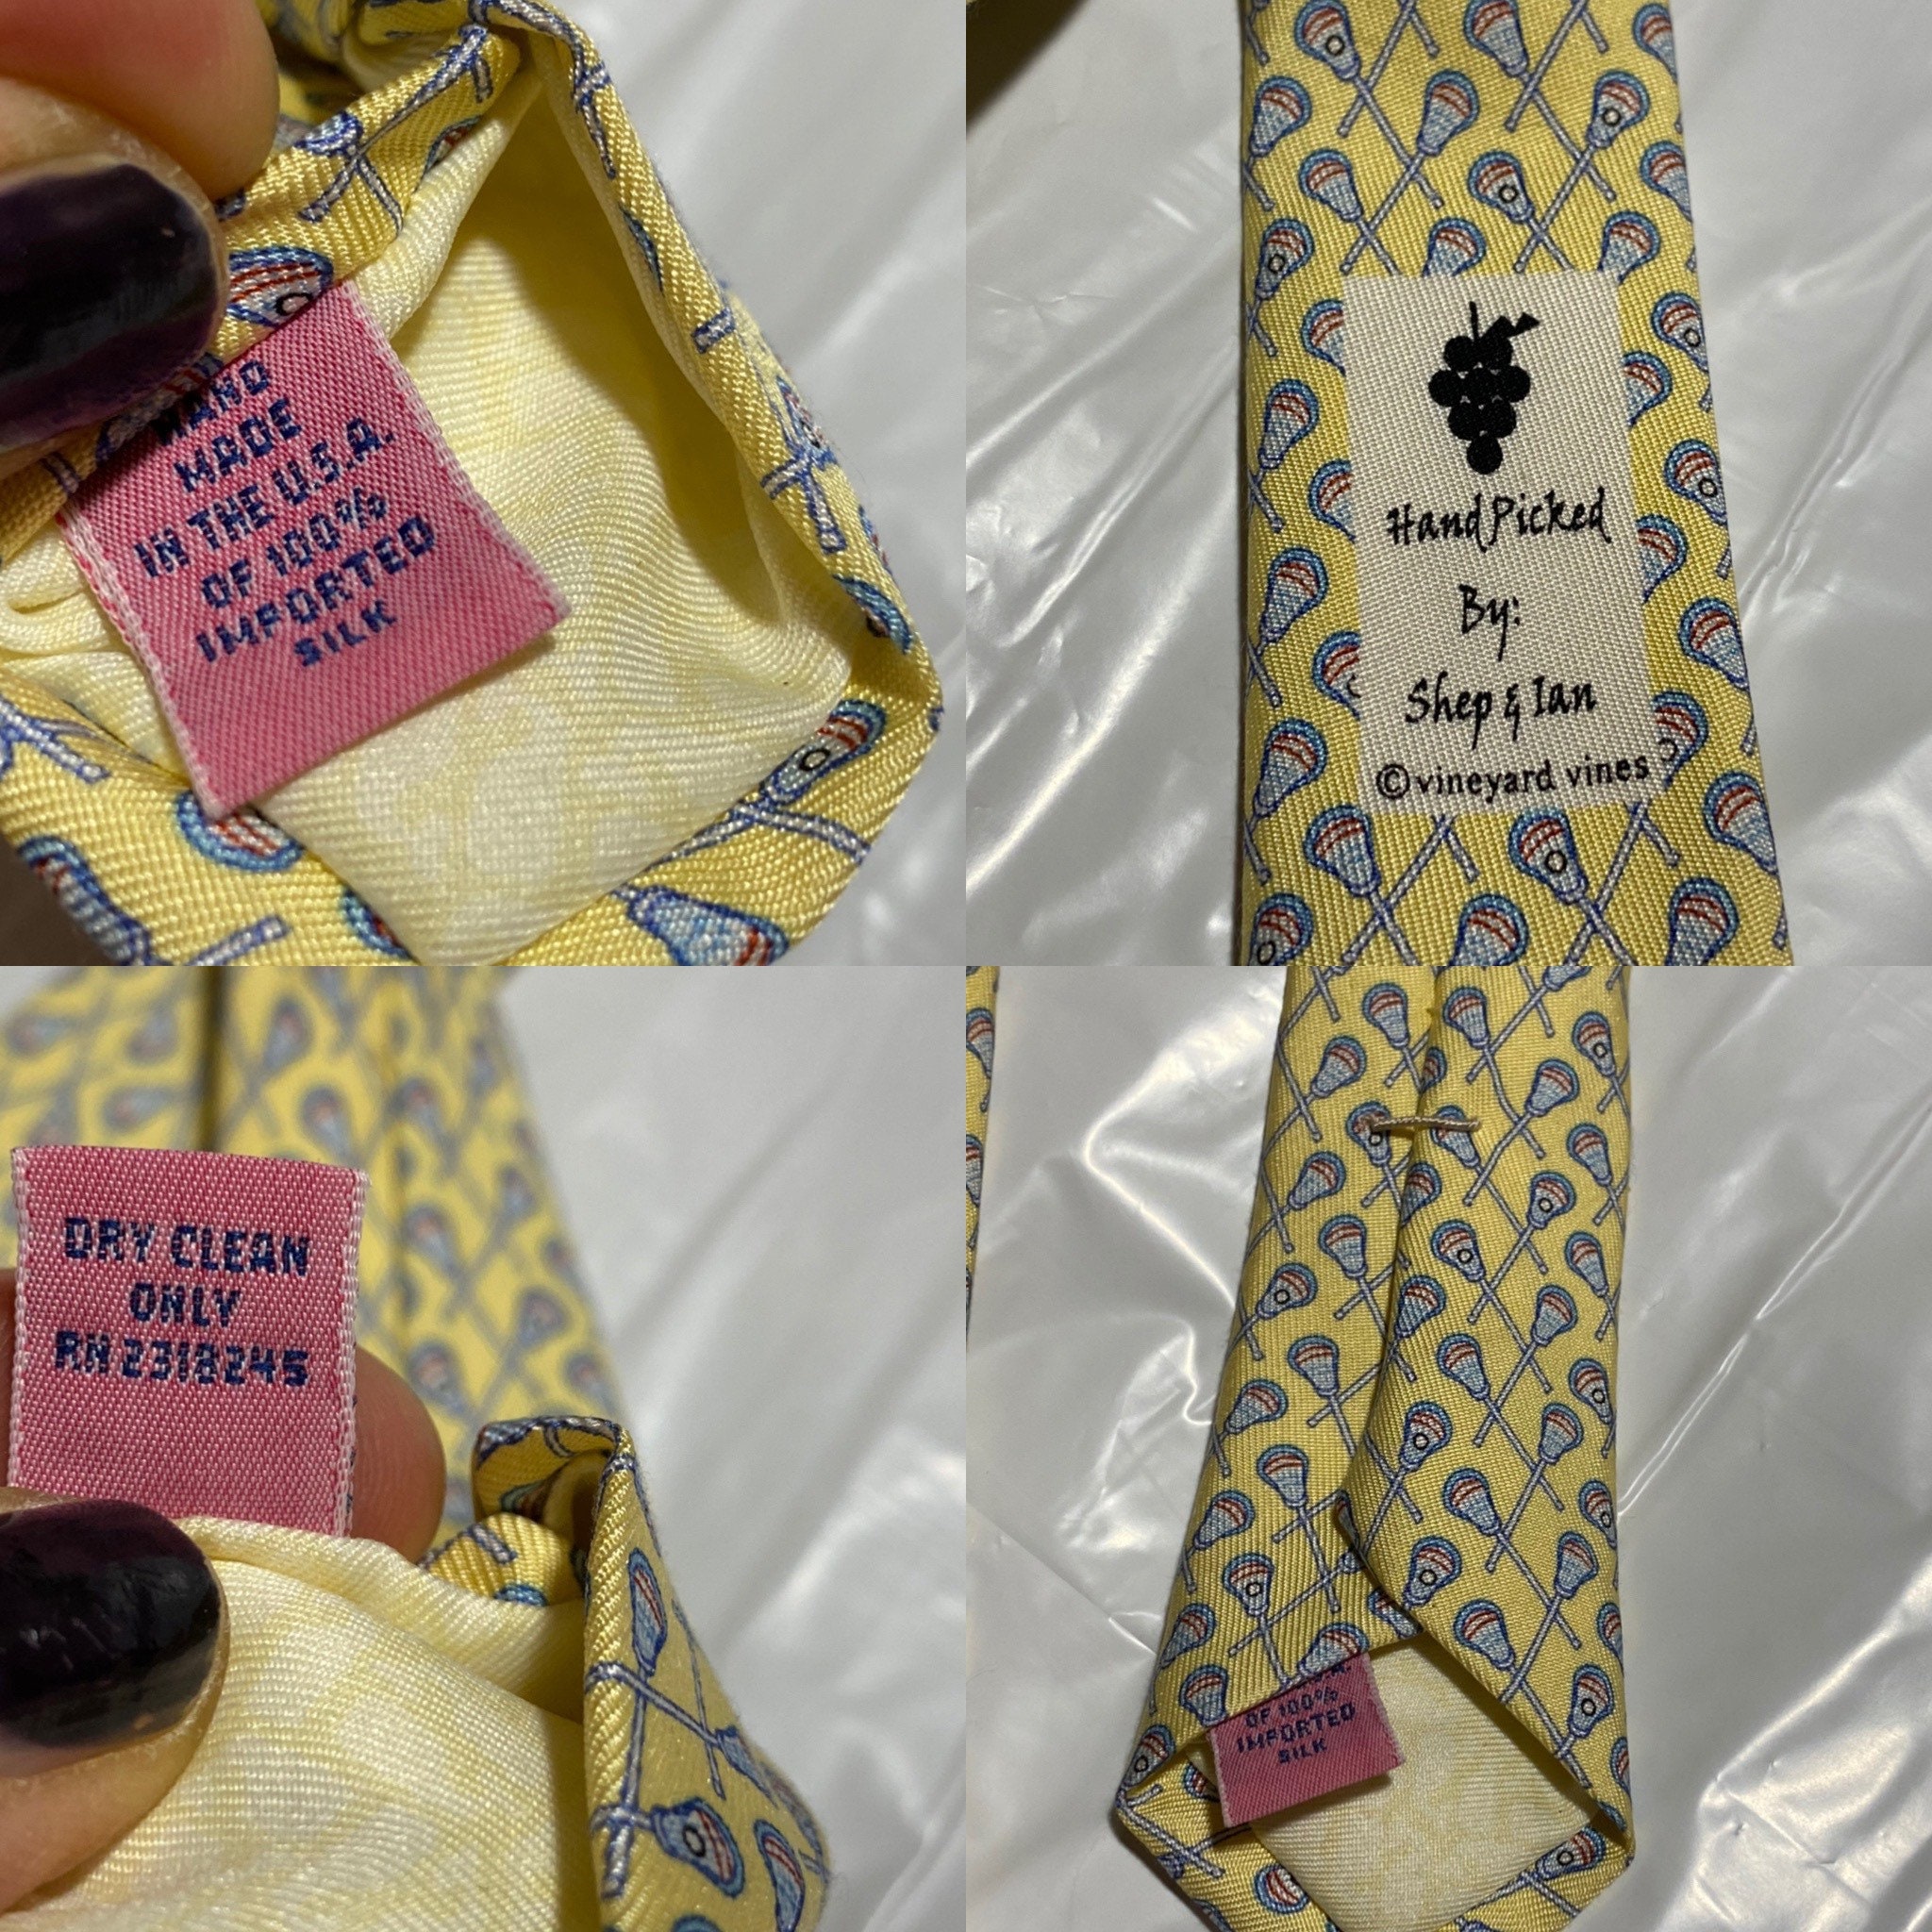 HAND
MADE
IN THE U.S.A.
OF 100%
IMPORTED
SILK
Hand Picked
By:
Shep & Ian
©vineyard vines
DRY CLEAN
ONLY
RN 2318245
OF 100%
IMPORTED
SILK